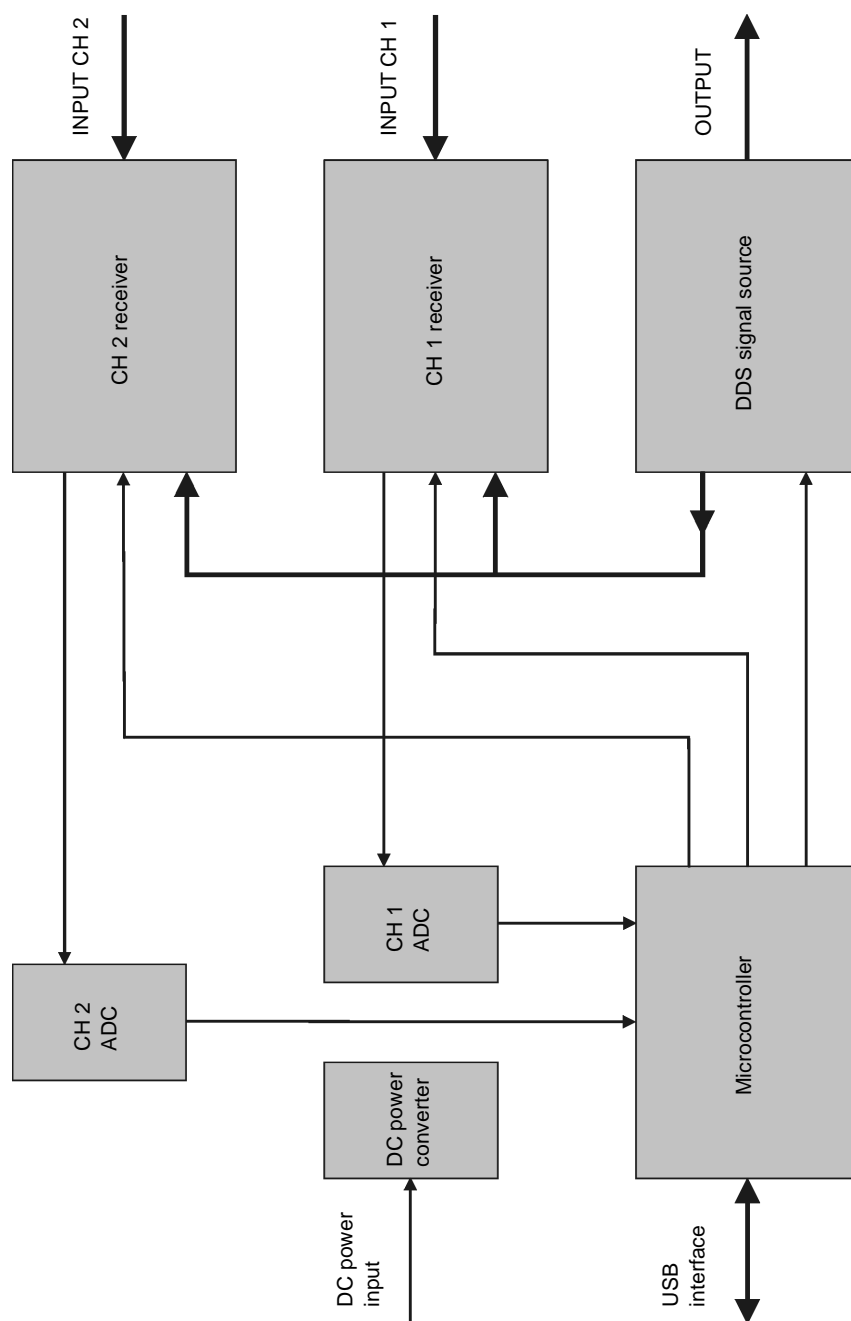 INPUT CH 2
INPUT CH 1
OUTPUT
CH 2 receiver
CH 1 receiver
DDS signal source
CH 2
ADC
CH 1
ADC
DC power
converter
Microcontroller
DC power
input
USB
interface